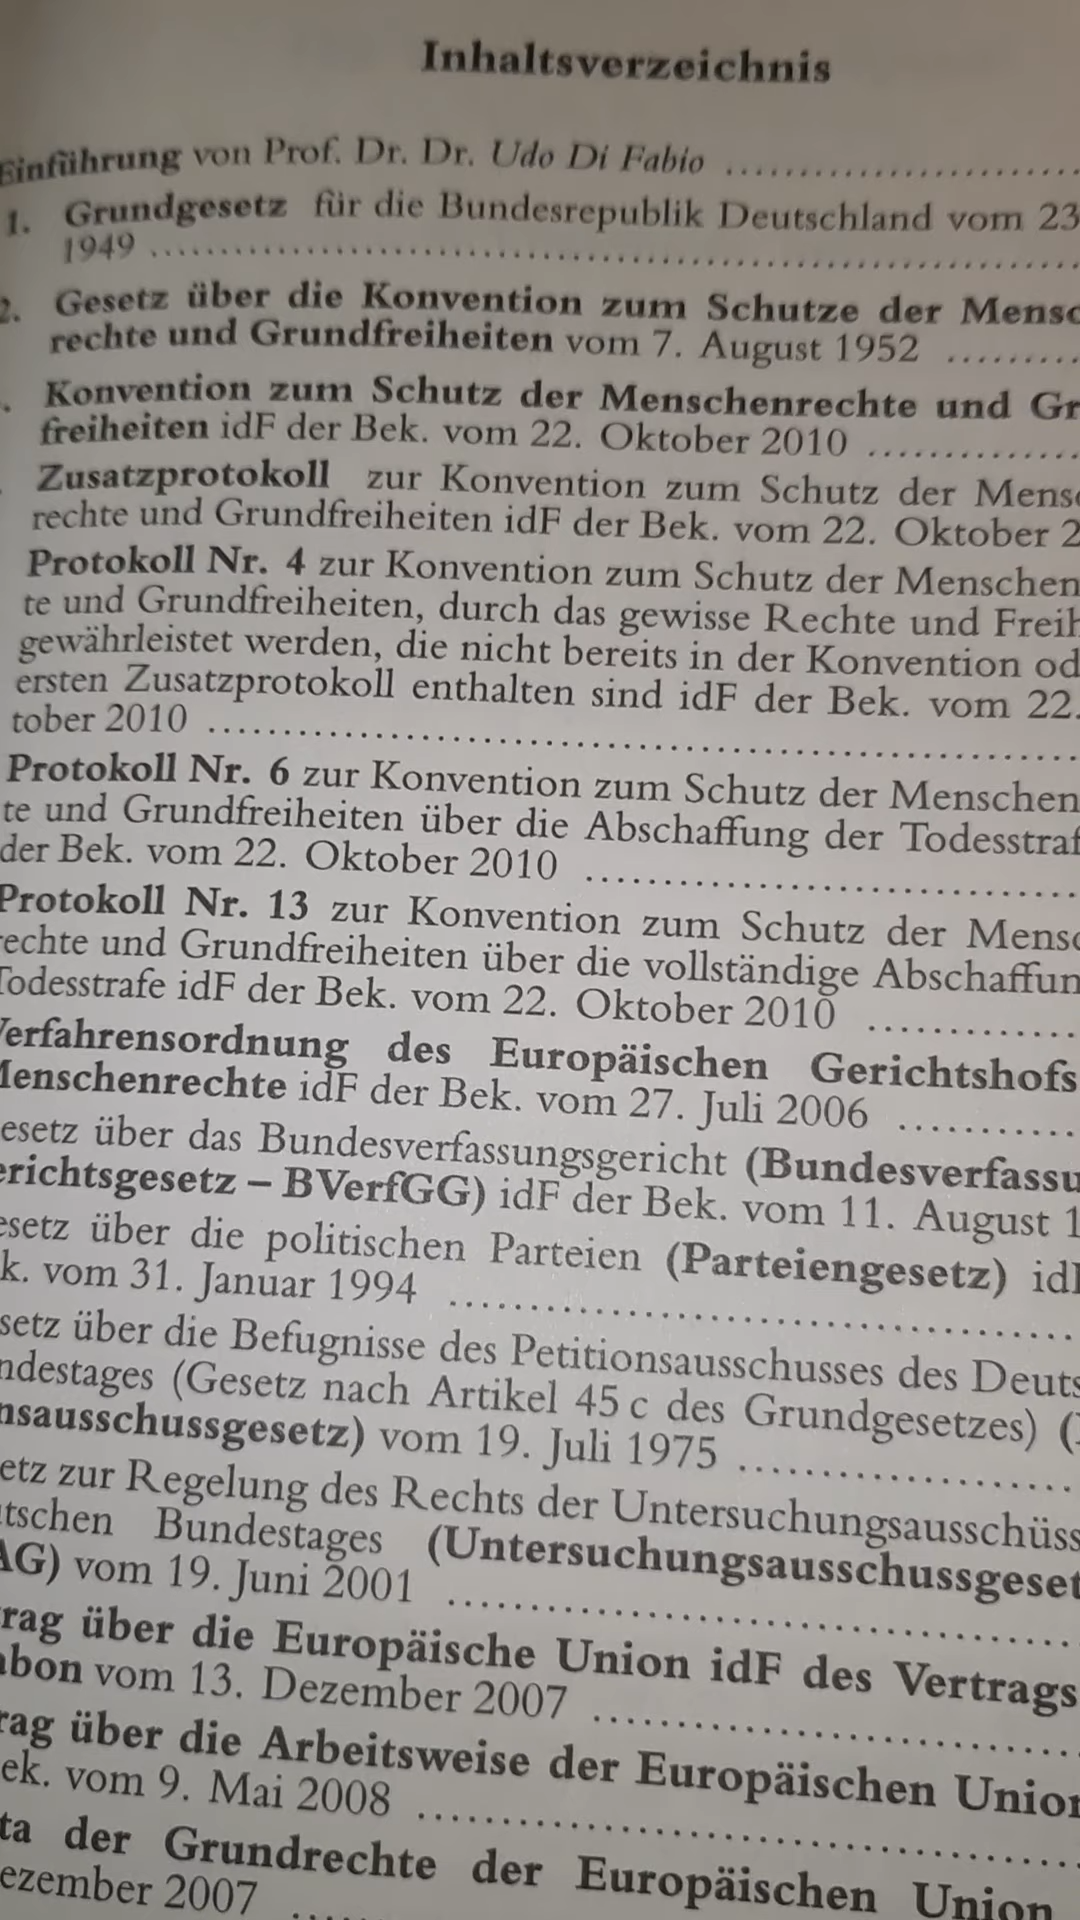 Inhaltsverzeichnis
Einführung von Prof. Dr. Dr. Udo Di Fabio ..........................
1. Grundgesetz für die Bundesrepublik Deutschland vom 23
1949 ..........................
2. Gesetz über die Konvention zum Schutze der Mensc
rechte und Grundfreiheiten vom 7. August 1952 .........
. Konvention zum Schutz der Menschenrechte und Gr
freiheiten idF der Bek. vom 22. Oktober 2010 ..............
Zusatzprotokoll zur Konvention zum Schutz der Mensc
rechte und Grundfreiheiten idF der Bek. vom 22. Oktober 2
Protokoll Nr. 4 zur Konvention zum Schutz der Menschen
te und Grundfreiheiten, durch das gewisse Rechte und Freih
gewährleistet werden, die nicht bereits in der Konvention od
ersten Zusatzprotokoll enthalten sind idF der Bek. vom 22.
tober 2010 ..........................
Protokoll Nr. 6 zur Konvention zum Schutz der Menschen
te und Grundfreiheiten über die Abschaffung der Todesstraf
der Bek. vom 22. Oktober 2010 ..........................
Protokoll Nr. 13 zur Konvention zum Schutz der Mensc
rechte und Grundfreiheiten über die vollständige Abschaffun
Todesstrafe idF der Bek. vom 22. Oktober 2010 ..............
Verfahrensordnung des Europäischen Gerichtshofs
Menschenrechte idF der Bek. vom 27. Juli 2006 ............
esetz über das Bundesverfassungsgericht (Bundesverfassu
erichtsgesetz – BVerfGG) idF der Bek. vom 11. August 1
esetz über die politischen Parteien (Parteiengesetz) idF
k. vom 31. Januar 1994 ..........................
setz über die Befugnisse des Petitionsausschusses des Deuts
ndestages (Gesetz nach Artikel 45 c des Grundgesetzes) (
nsausschussgesetz) vom 19. Juli 1975 ....................
etz zur Regelung des Rechts der Untersuchungsausschüss
tschen Bundestages (Untersuchungsausschussgeset
AG) vom 19. Juni 2001 ..........................
rag über die Europäische Union idF des Vertrags
abon vom 13. Dezember 2007 ..........................
rag über die Arbeitsweise der Europäischen Union
ek. vom 9. Mai 2008 ..........................
ta der Grundrechte der Europäischen Union
ezember 2007 ....